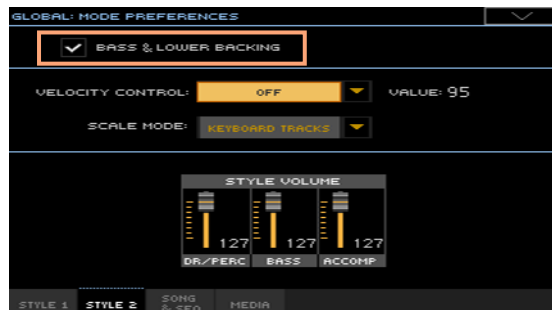 GLOBAL: MODE PREFERENCES
BASS & LOWER BACKING
VELOCITY CONTROL: OFF VALUE: 95
SCALE MODE: KEYBOARD TRACKS
STYLE VOLUME
127 127 127
DR/PERC BASS ACCOMP
STYLE 1 STYLE 2 SONG & SEQ MEDIA